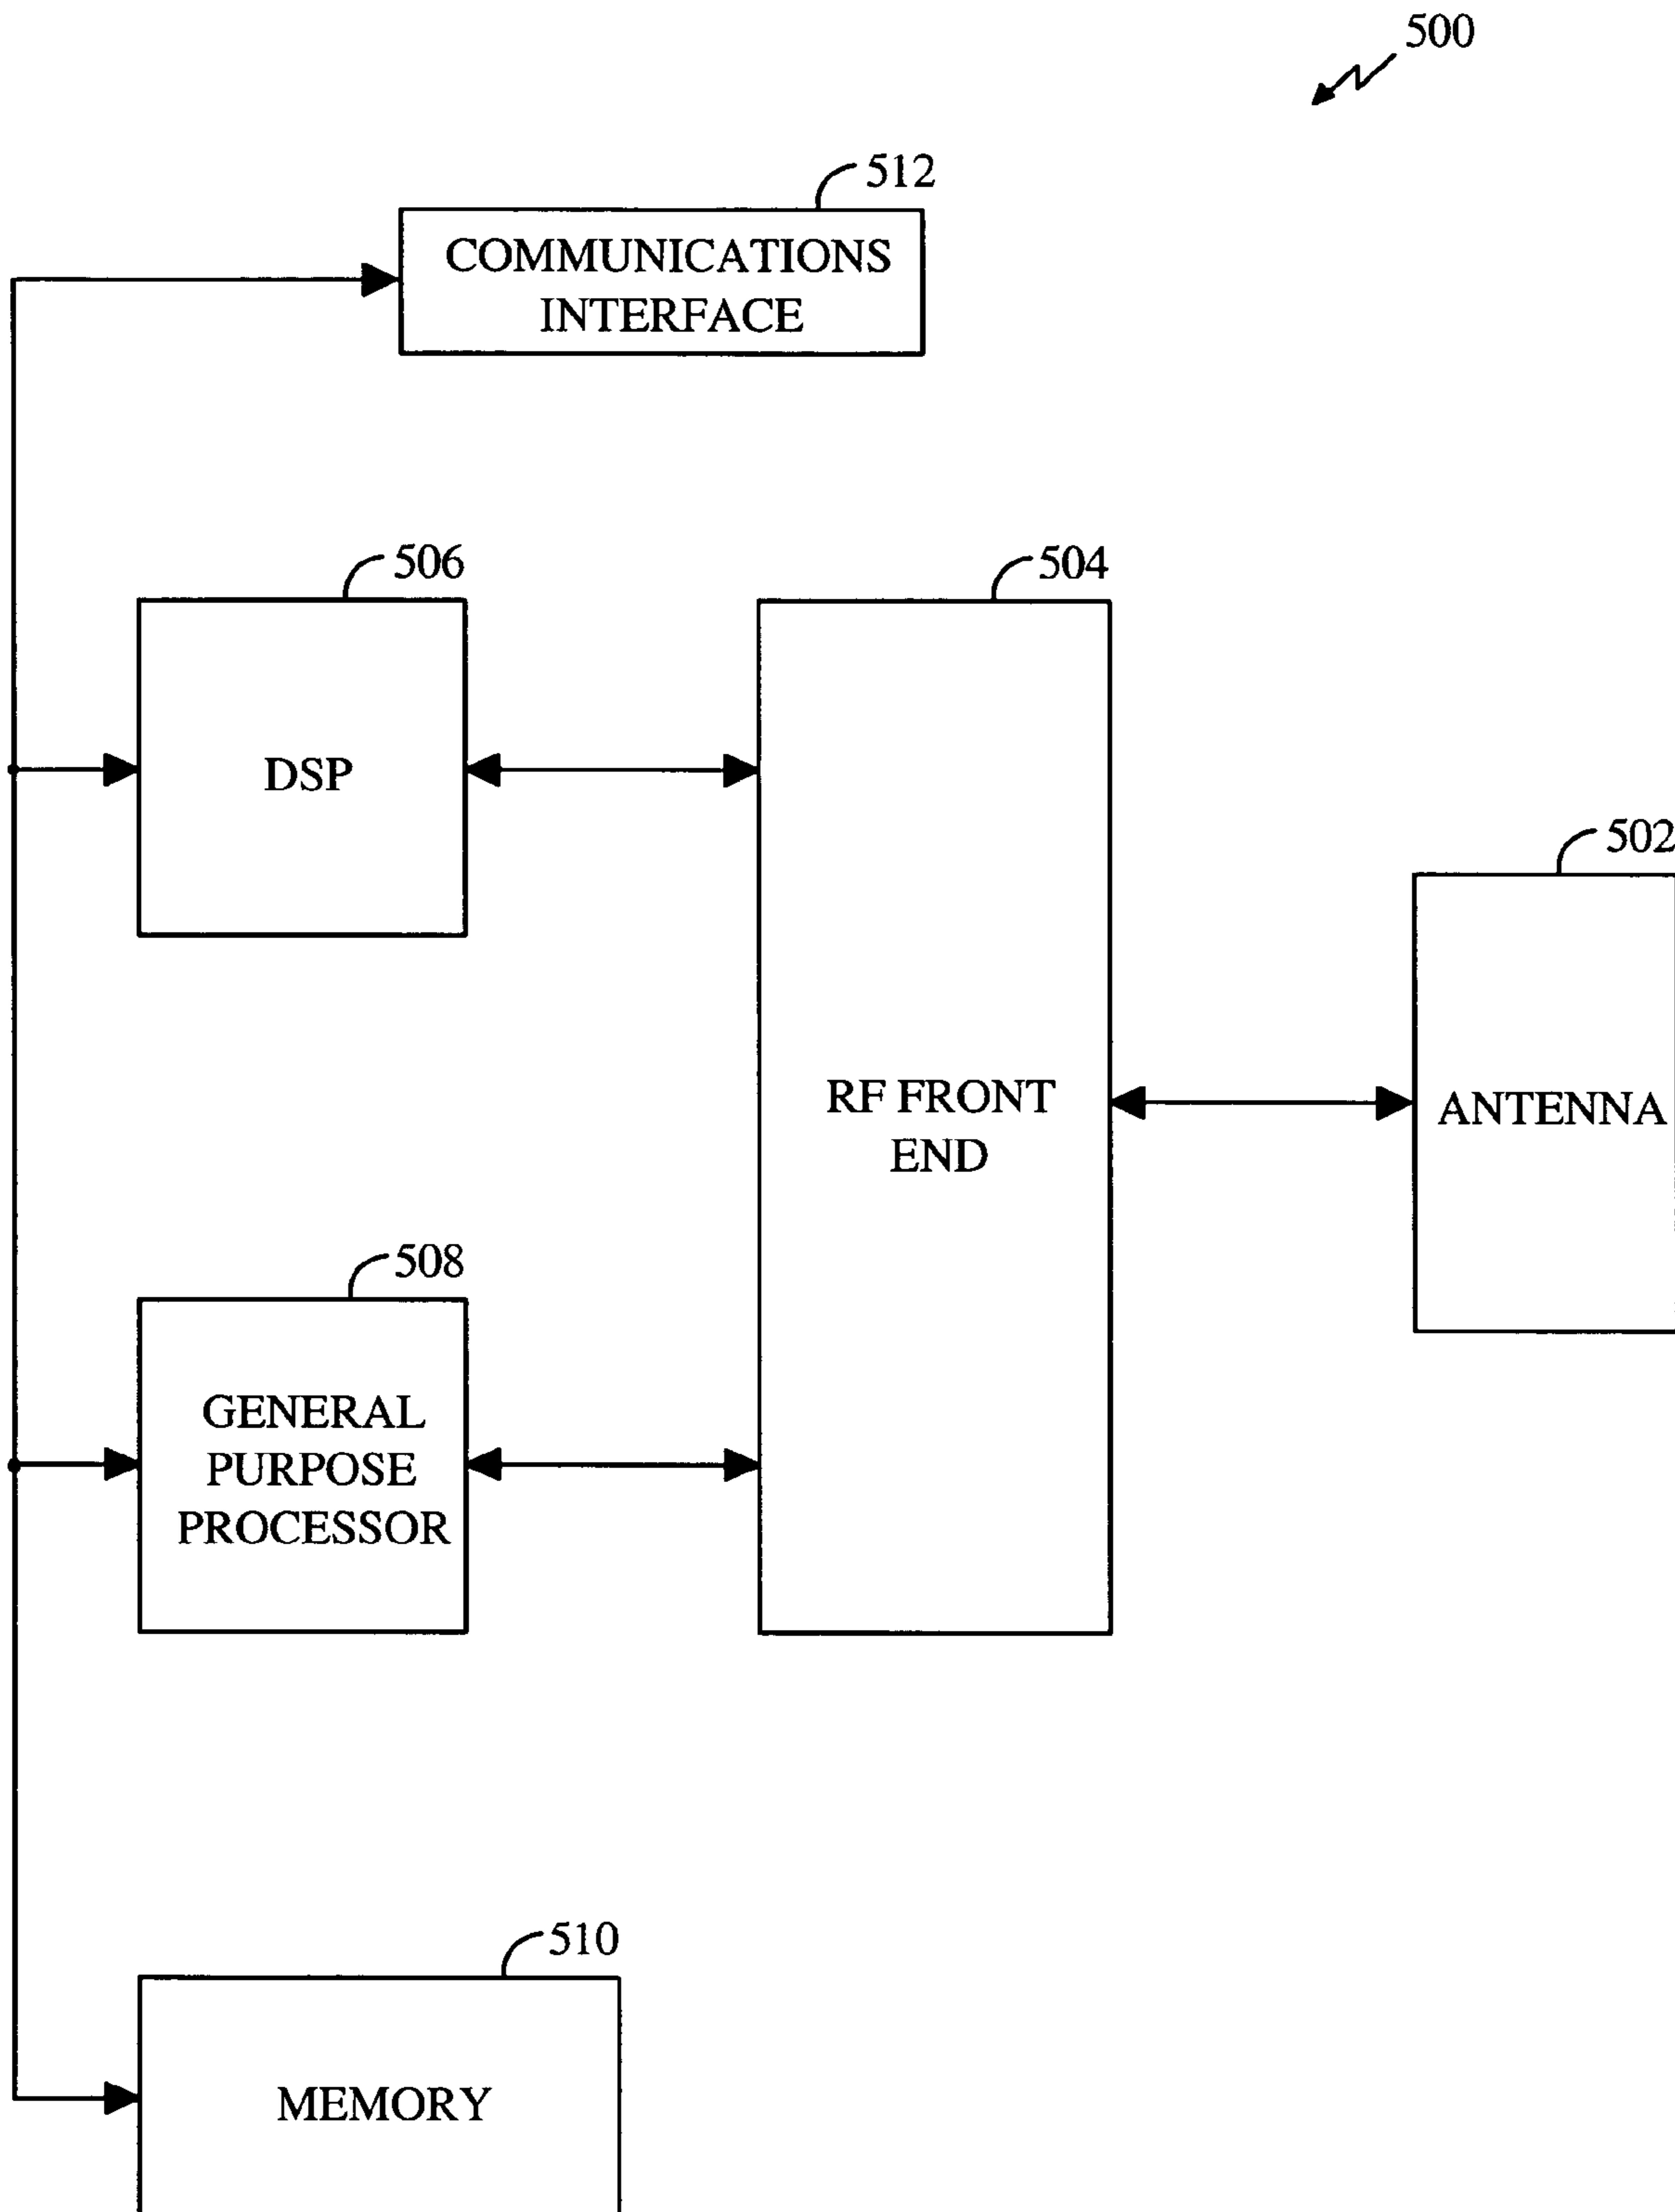 500
512
COMMUNICATIONS
INTERFACE
506
504
DSP
502
RF FRONT
END
ANTENNA
508
GENERAL
PURPOSE
PROCESSOR
510
MEMORY